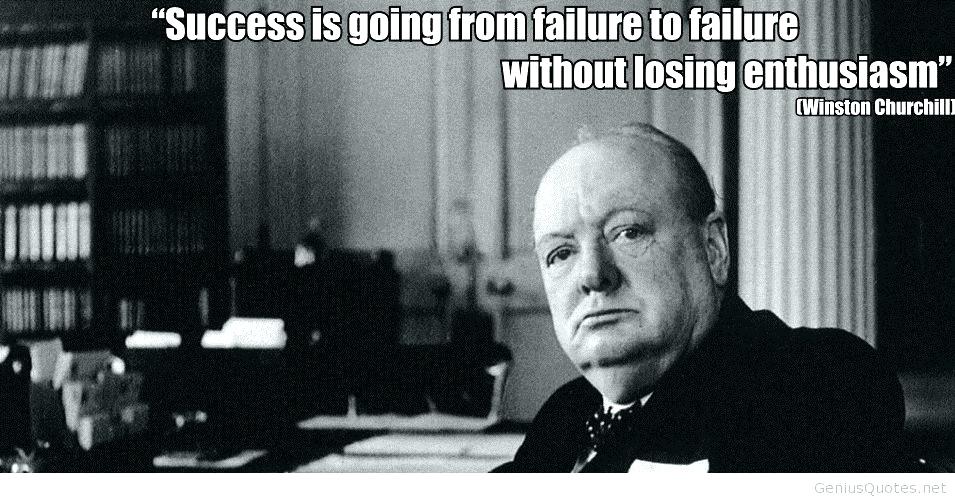 “Success is going from failure to failure
without losing enthusiasm”
(Winston Churchill)
GeniusQuotes.net